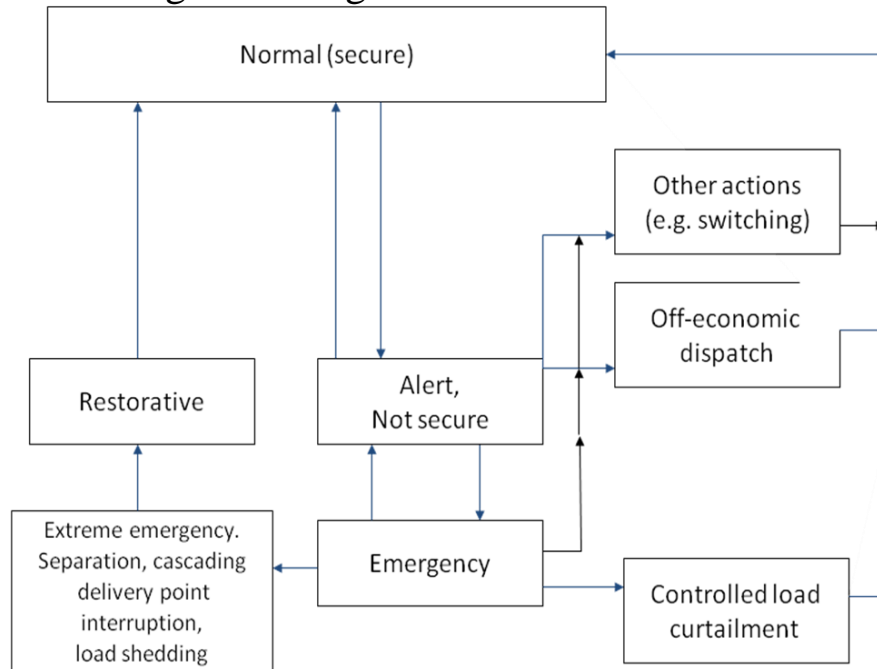 Normal (secure)
Other actions
(e.g. switching)
Off-economic
dispatch
Restorative
Alert,
Not secure
Extreme emergency.
Separation, cascading
delivery point
interruption,
load shedding
Emergency
Controlled load
curtailment